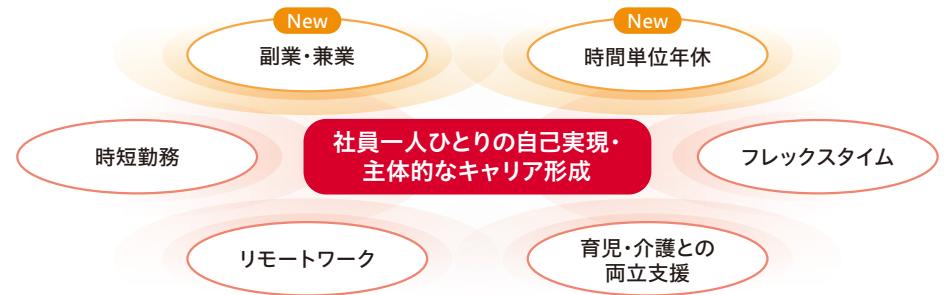 New
副業・兼業
New
時間単位年休
時短勤務
社員一人ひとりの自己実現・
主体的なキャリア形成
フレックスタイム
リモートワーク
育児・介護との
両立支援